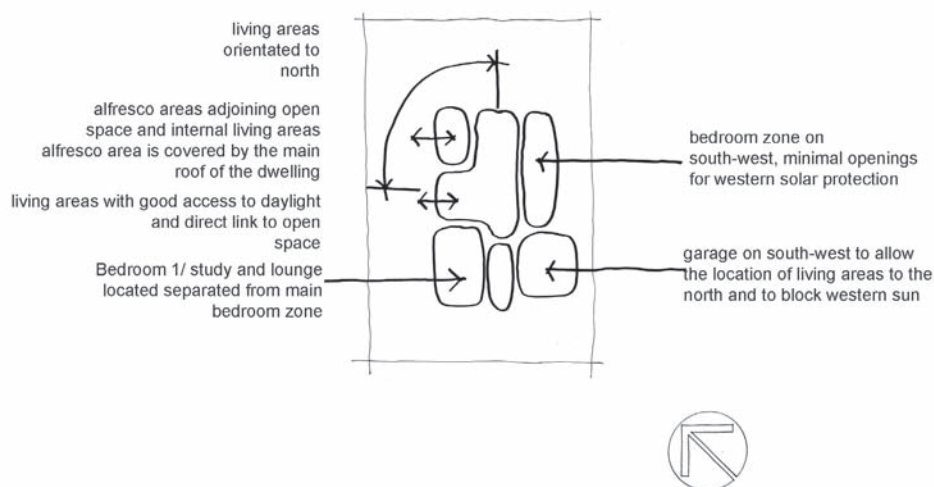 living areas
orientated to
north
alfresco areas adjoining open
space and internal living areas
alfresco area is covered by the main
roof of the dwelling
living areas with good access to daylight
and direct link to open
space
Bedroom 1/ study and lounge
located separated from main
bedroom zone
bedroom zone on
south-west, minimal openings
for western solar protection
garage on south-west to allow
the location of living areas to the
north and to block western sun